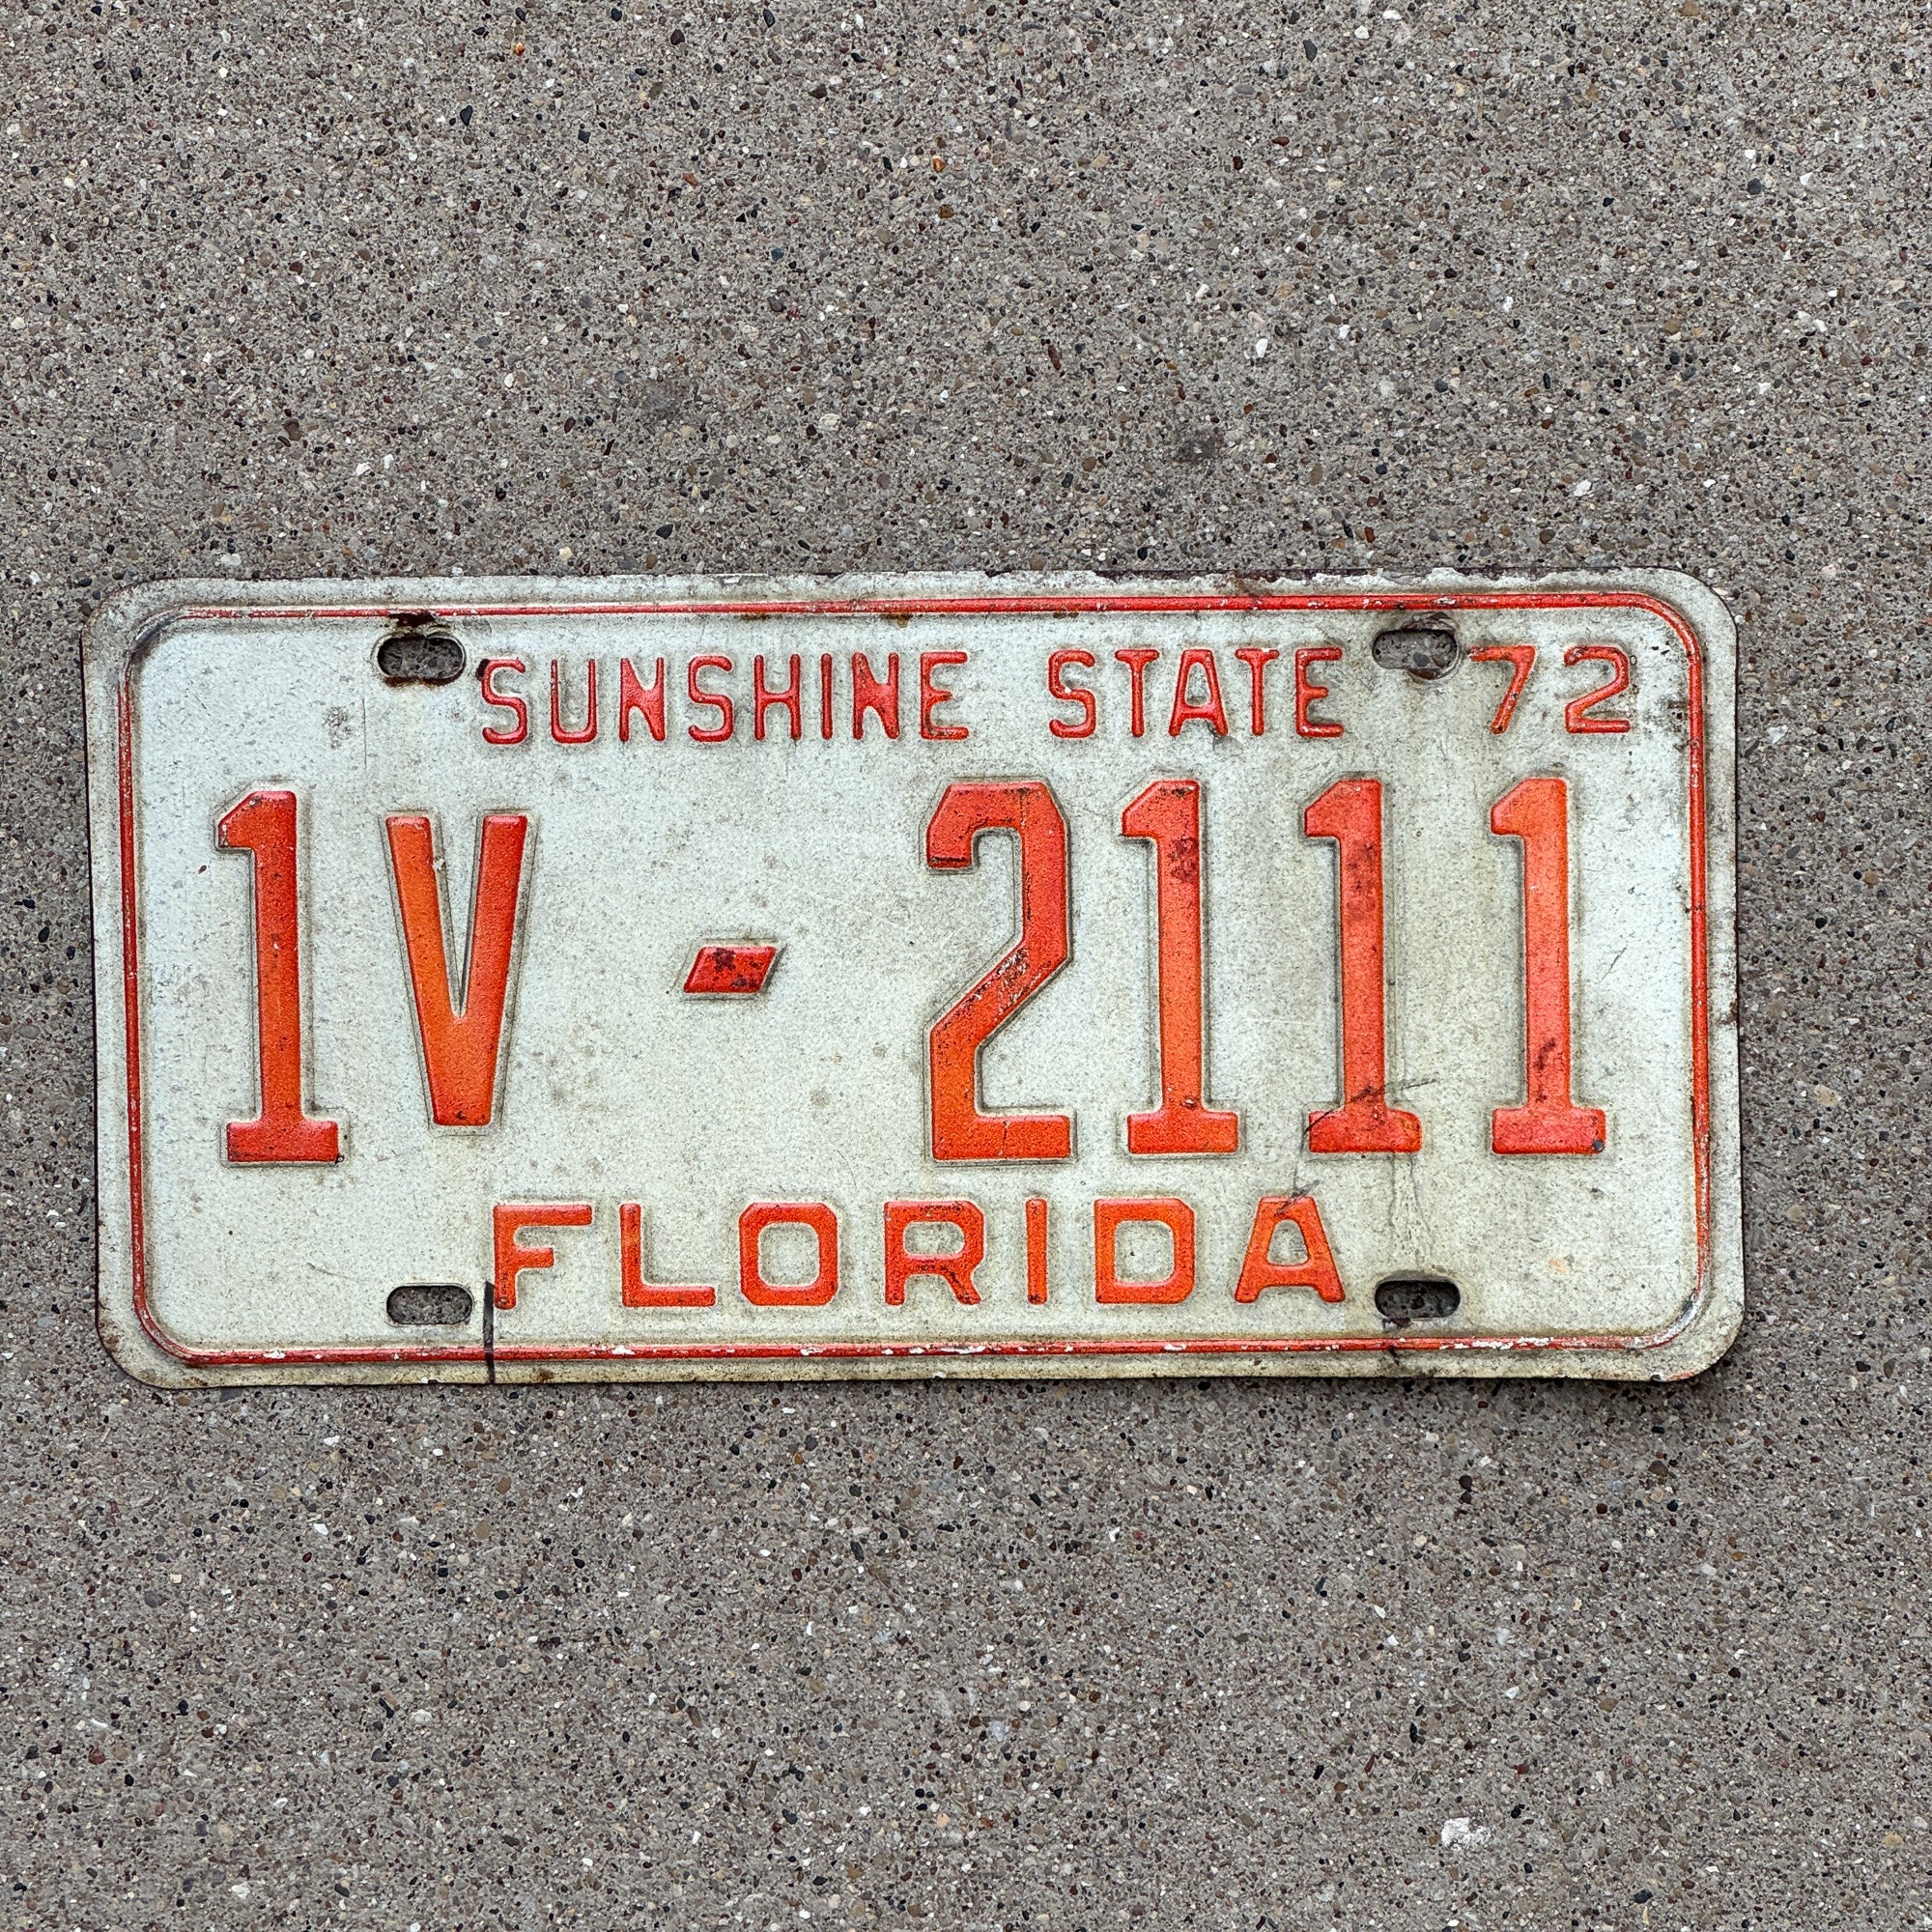 SUNSHINE STATE 72
1V-2111
FLORIDA